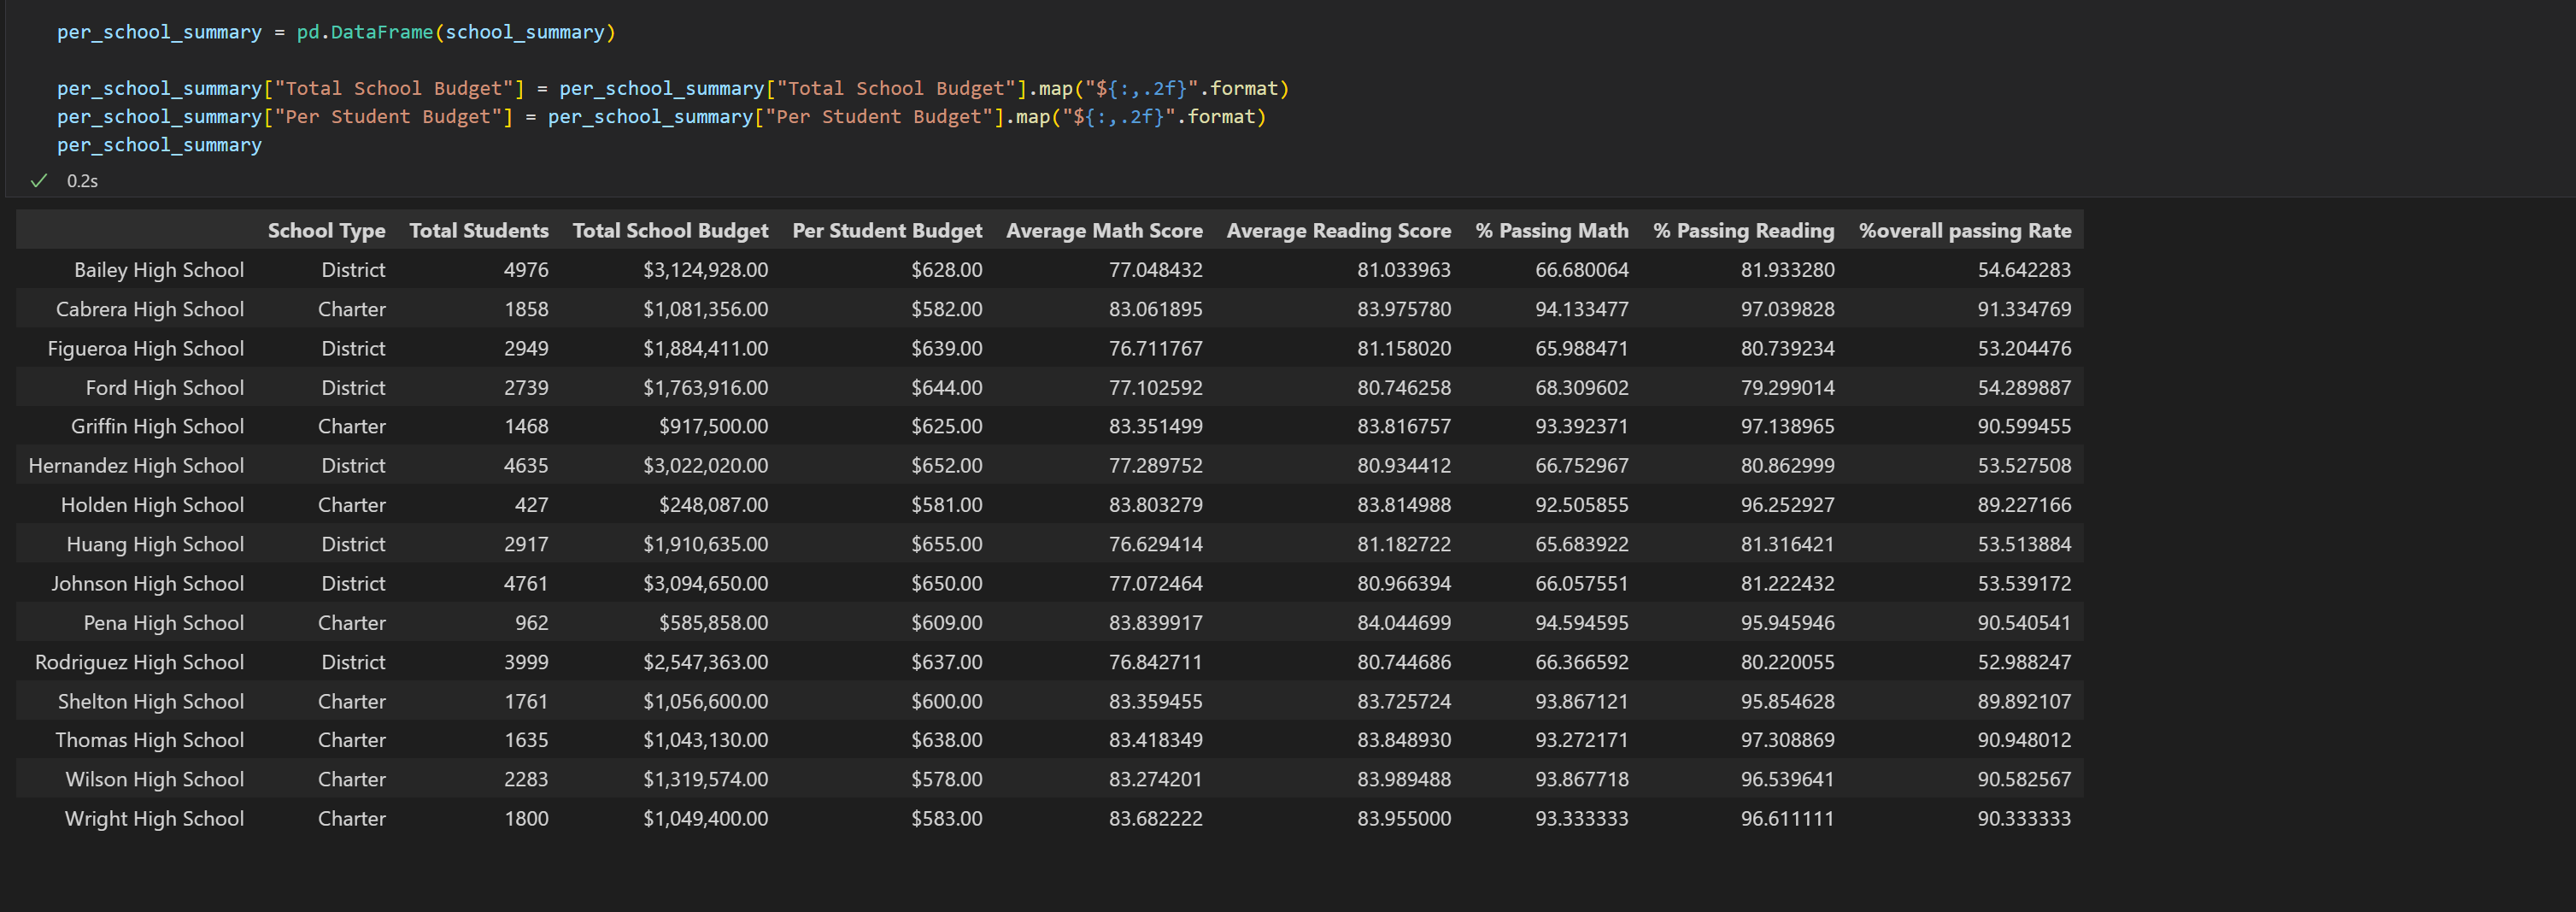 per_school_summary = pd.DataFrame(school_summary)
per_school_summary["Total School Budget"] = per_school_summary["Total School Budget"].map("${:,.2f}".format)
per_school_summary["Per Student Budget"] = per_school_summary["Per Student Budget"].map("${:,.2f}".format)
per_school_summary
✓ 0.2s
School Type Total Students Total School Budget Per Student Budget Average Math Score Average Reading Score % Passing Math % Passing Reading %overall passing Rate
Bailey High School District 4976 $3,124,928.00 $628.00 77.048432 81.033963 66.680064 81.933280 54.642283
Cabrera High School Charter 1858 $1,081,356.00 $582.00 83.061895 83.975780 94.133477 97.039828 91.334769
Figueroa High School District 2949 $1,884,411.00 $639.00 76.711767 81.158020 65.988471 80.739234 53.204476
Ford High School District 2739 $1,763,916.00 $644.00 77.102592 80.746258 68.309602 79.299014 54.289887
Griffin High School Charter 1468 $917,500.00 $625.00 83.351499 83.816757 93.392371 97.138965 90.599455
Hernandez High School District 4635 $3,022,020.00 $652.00 77.289752 80.934412 66.752967 80.862999 53.527508
Holden High School Charter 427 $248,087.00 $581.00 83.803279 83.814988 92.505855 96.252927 89.227166
Huang High School District 2917 $1,910,635.00 $655.00 76.629414 81.182722 65.683922 81.316421 53.513884
Johnson High School District 4761 $3,094,650.00 $650.00 77.072464 80.966394 66.057551 81.222432 53.539172
Pena High School Charter 962 $585,858.00 $609.00 83.839917 84.044699 94.594595 95.945946 90.540541
Rodriguez High School District 3999 $2,547,363.00 $637.00 76.842711 80.744686 66.366592 80.220055 52.988247
Shelton High School Charter 1761 $1,056,600.00 $600.00 83.359455 83.725724 93.867121 95.854628 89.892107
Thomas High School Charter 1635 $1,043,130.00 $638.00 83.418349 83.848930 93.272171 97.308869 90.948012
Wilson High School Charter 2283 $1,319,574.00 $578.00 83.274201 83.989488 93.867718 96.539641 90.582567
Wright High School Charter 1800 $1,049,400.00 $583.00 83.682222 83.955000 93.333333 96.611111 90.333333